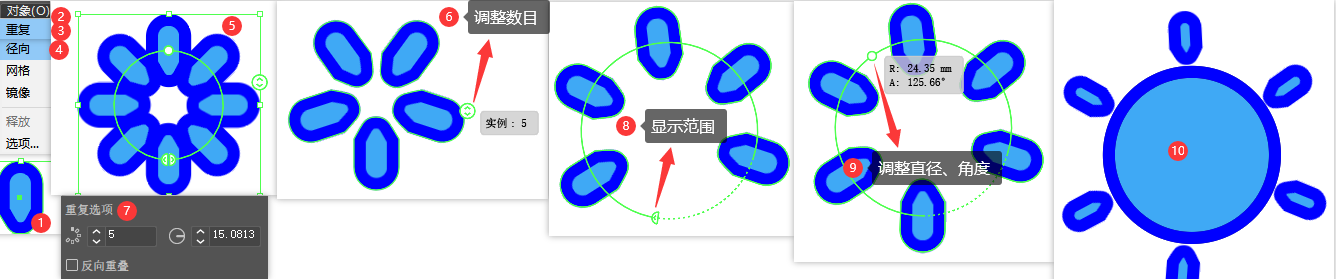 对象(O)
2
重复
3
径向
4
网格
镜像
释放
选项...
1
5
重复选项
7
5
15.0813
反向重叠
6
调整数目
实例：5
8
显示范围
R: 24.35 mm
A: 125.66°
9
调整直径、角度
10